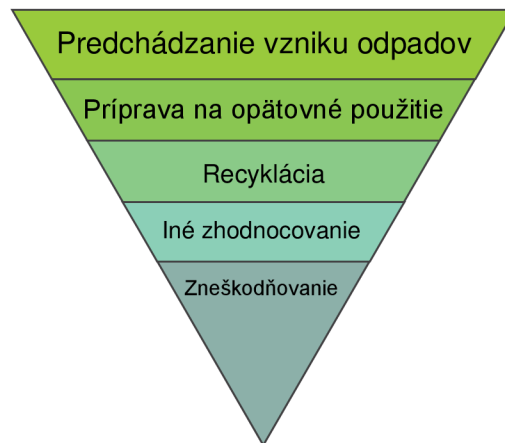 Predchádzanie vzniku odpadov
Príprava na opätovné použitie
Recyklácia
Iné zhodnocovanie
Zneškodňovanie